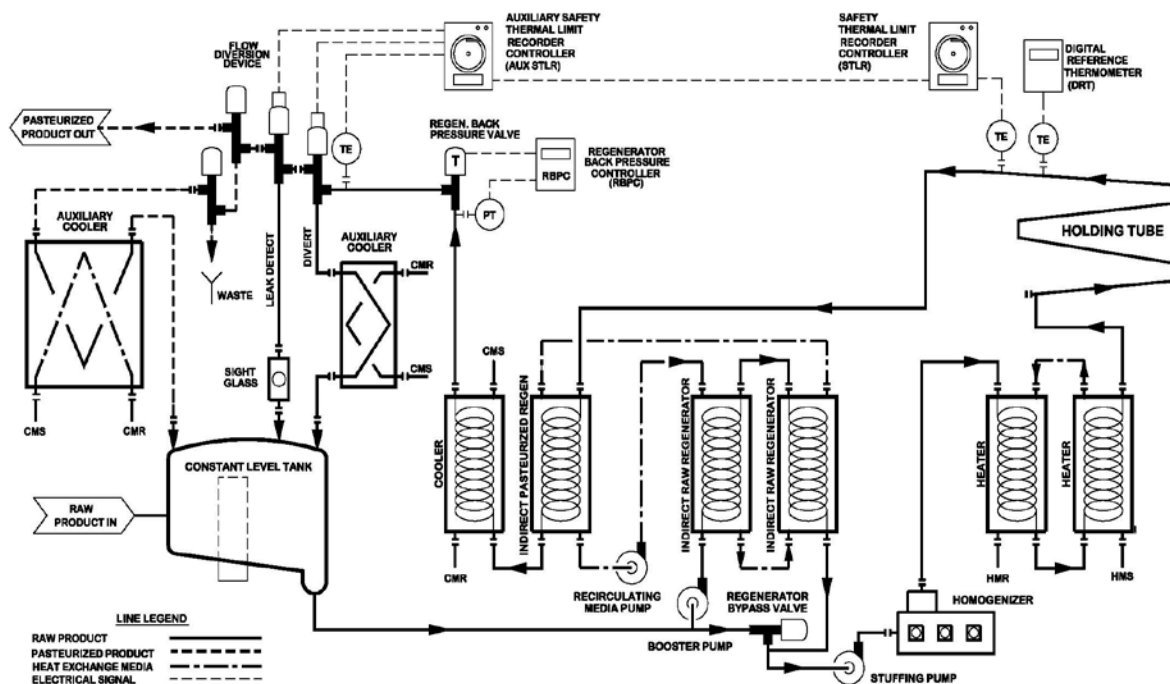 AUXILIARY SAFETY
THERMAL LIMIT
RECORDER
CONTROLLER
(AUX STLR)
SAFETY
THERMAL LIMIT
RECORDER
CONTROLLER
(STLR)
DIGITAL
REFERENCE
THERMOMETER
(DRT)
FLOW
DIVERSION
DEVICE
PASTEURIZED
PRODUCT OUT
REGEN. BACK
PRESSURE VALVE
TE
T
RBPC
REGENERATOR
BACK PRESSURE
CONTROLLER
(RBPC)
PT
TE
TE
HOLDING TUBE
AUXILIARY
COOLER
WASTE
LEAK DETECT
DIVERT
AUXILIARY
COOLER
CMR
CMS
SIGHT
GLASS
CMS
CMR
CMS
CONSTANT LEVEL TANK
RAW
PRODUCT IN
COOLER
INDIRECT PASTEURIZED REGEN
INDIRECT RAW REGENERATOR
INDIRECT RAW REGENERATOR
HEATER
HEATER
CMR
RECIRCULATING
MEDIA PUMP
BOOSTER PUMP
REGENERATOR
BYPASS VALVE
HMR
HMS
HOMOGENIZER
STUFFING PUMP
LINE LEGEND
RAW PRODUCT
PASTEURIZED PRODUCT
HEAT EXCHANGE MEDIA
ELECTRICAL SIGNAL